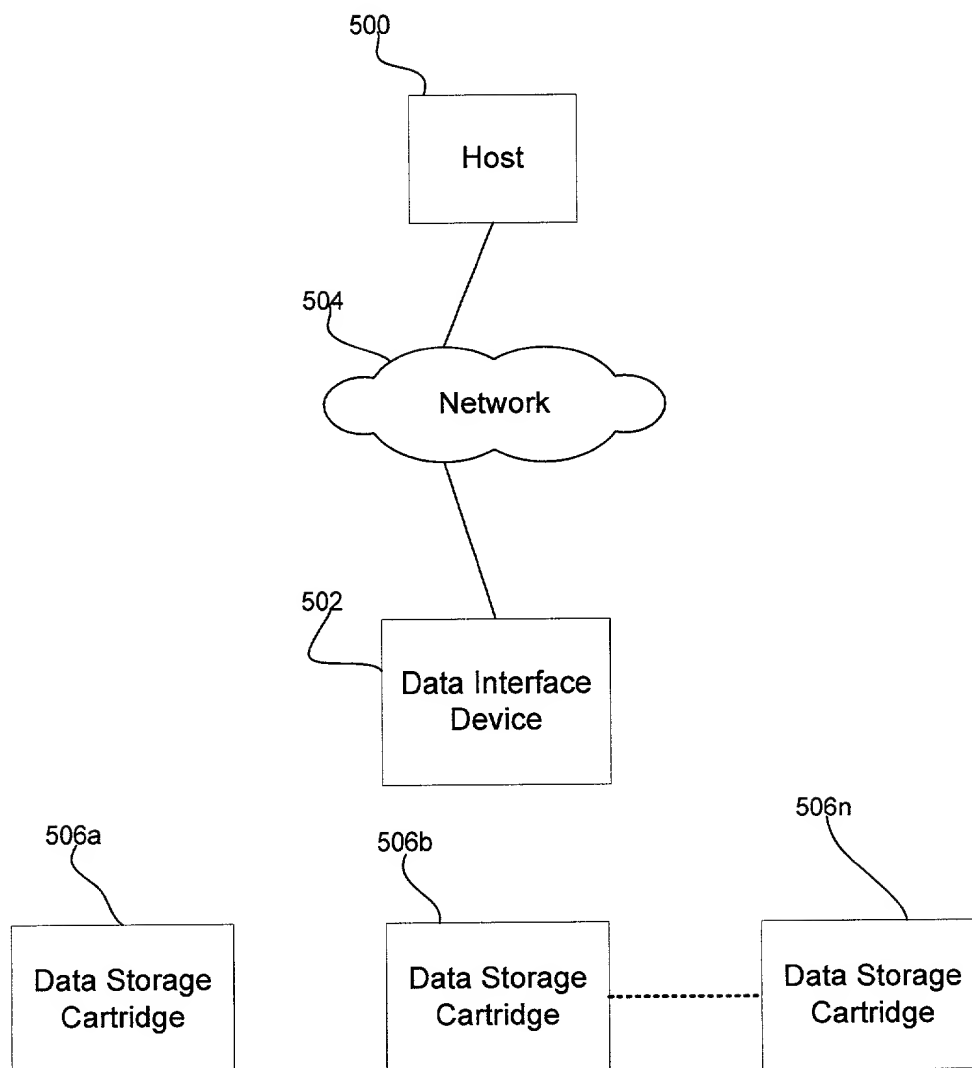 500
Host
504
Network
502
Data Interface
Device
506a
506b
506n
Data Storage
Cartridge
Data Storage
Cartridge
Data Storage
Cartridge